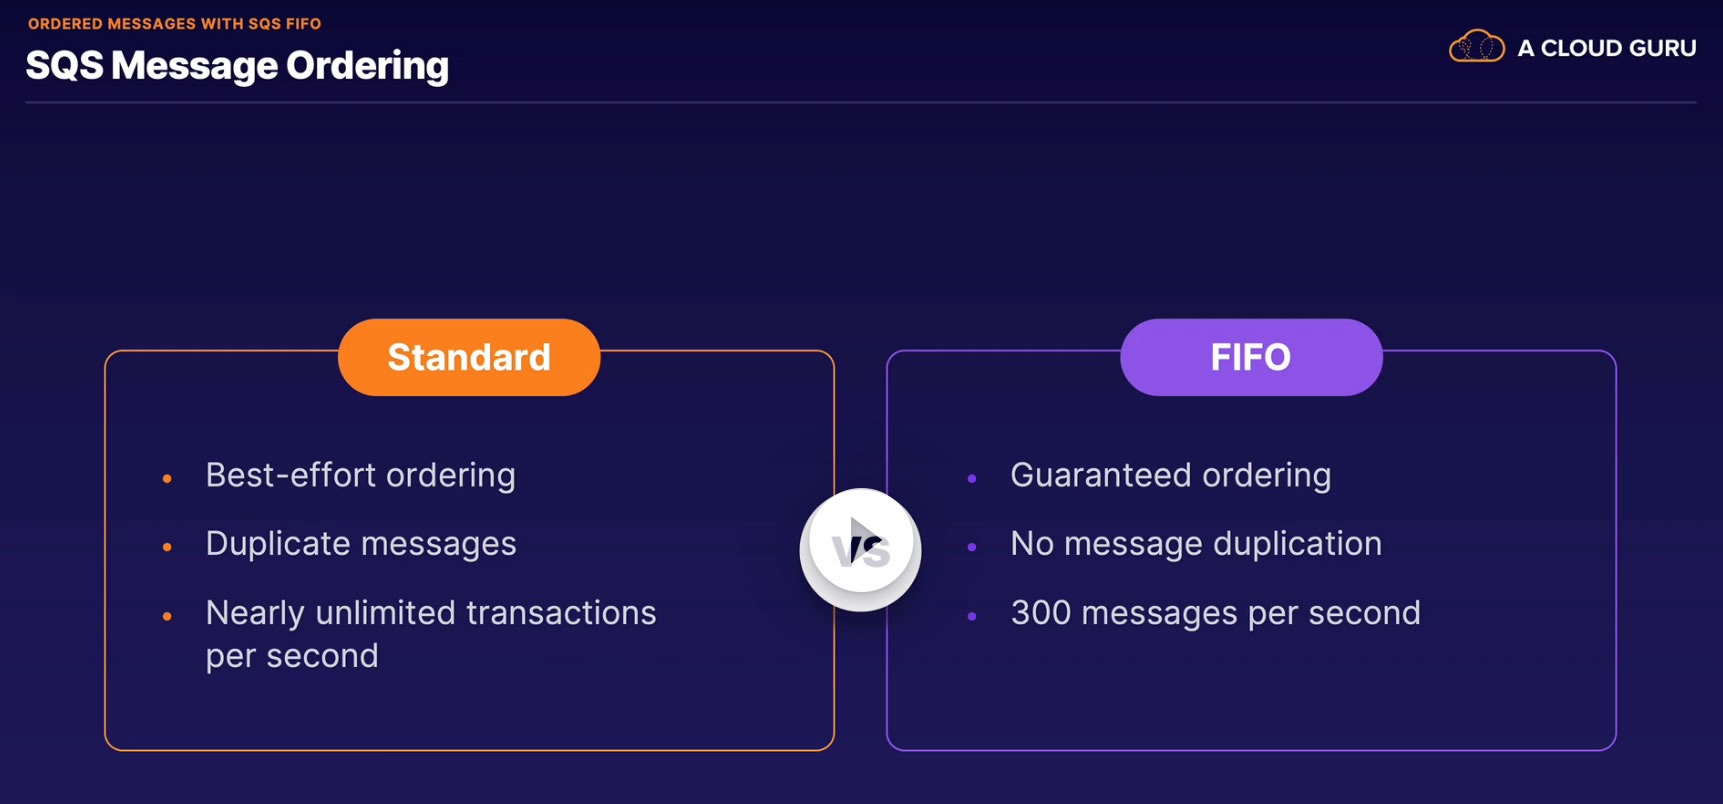 ORDERED MESSAGES WITH SQS FIFO
SQS Message Ordering
A CLOUD GURU
Standard
• Best-effort ordering
• Duplicate messages
• Nearly unlimited transactions
per second
vs
FIFO
• Guaranteed ordering
• No message duplication
• 300 messages per second